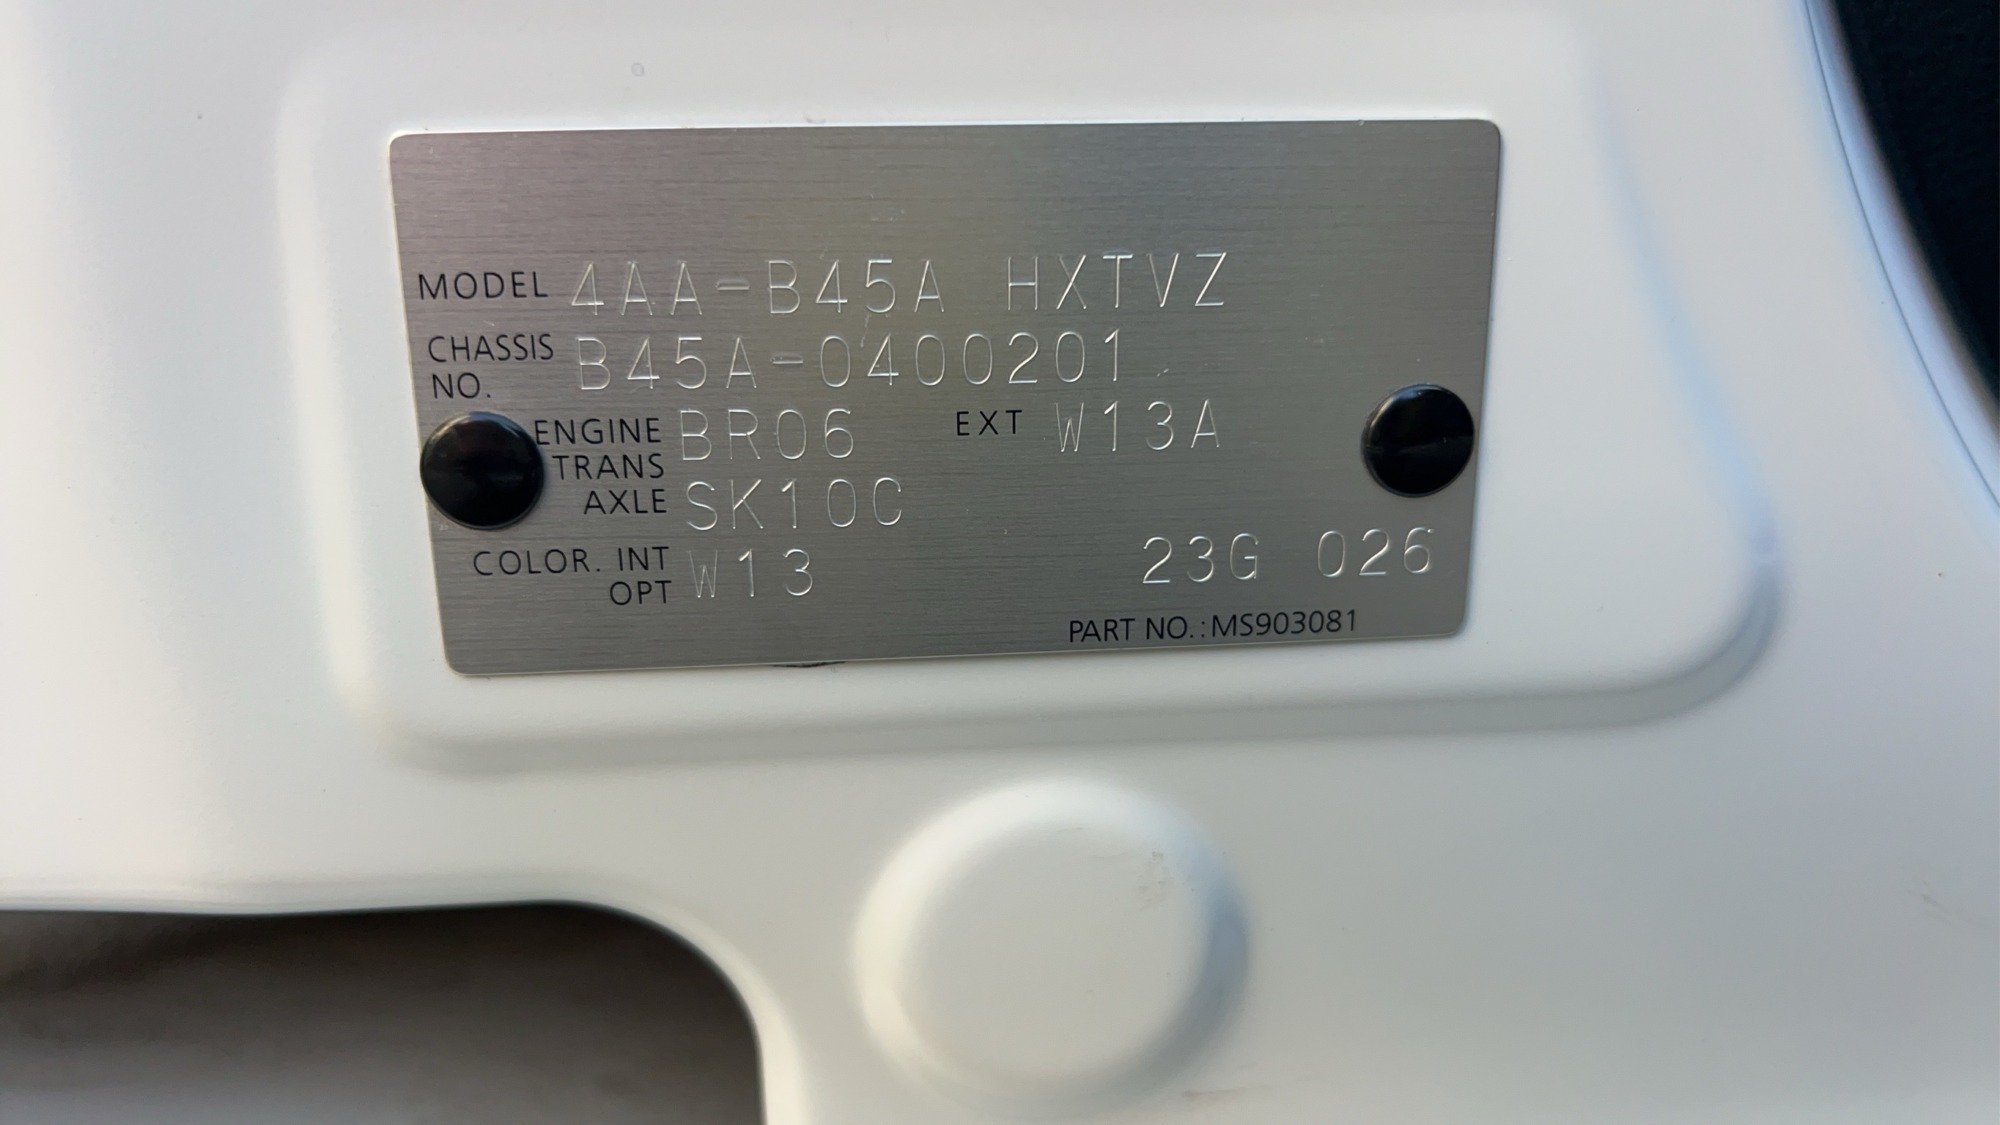 MODEL 4AA-B45A HXTVZ
CHASSIS NO. B45A-0400201
ENGINE BR06 EXT W13A
TRANS AXLE SK10C
COLOR. INT OPT W13 23G 026
PART NO.:MS903081